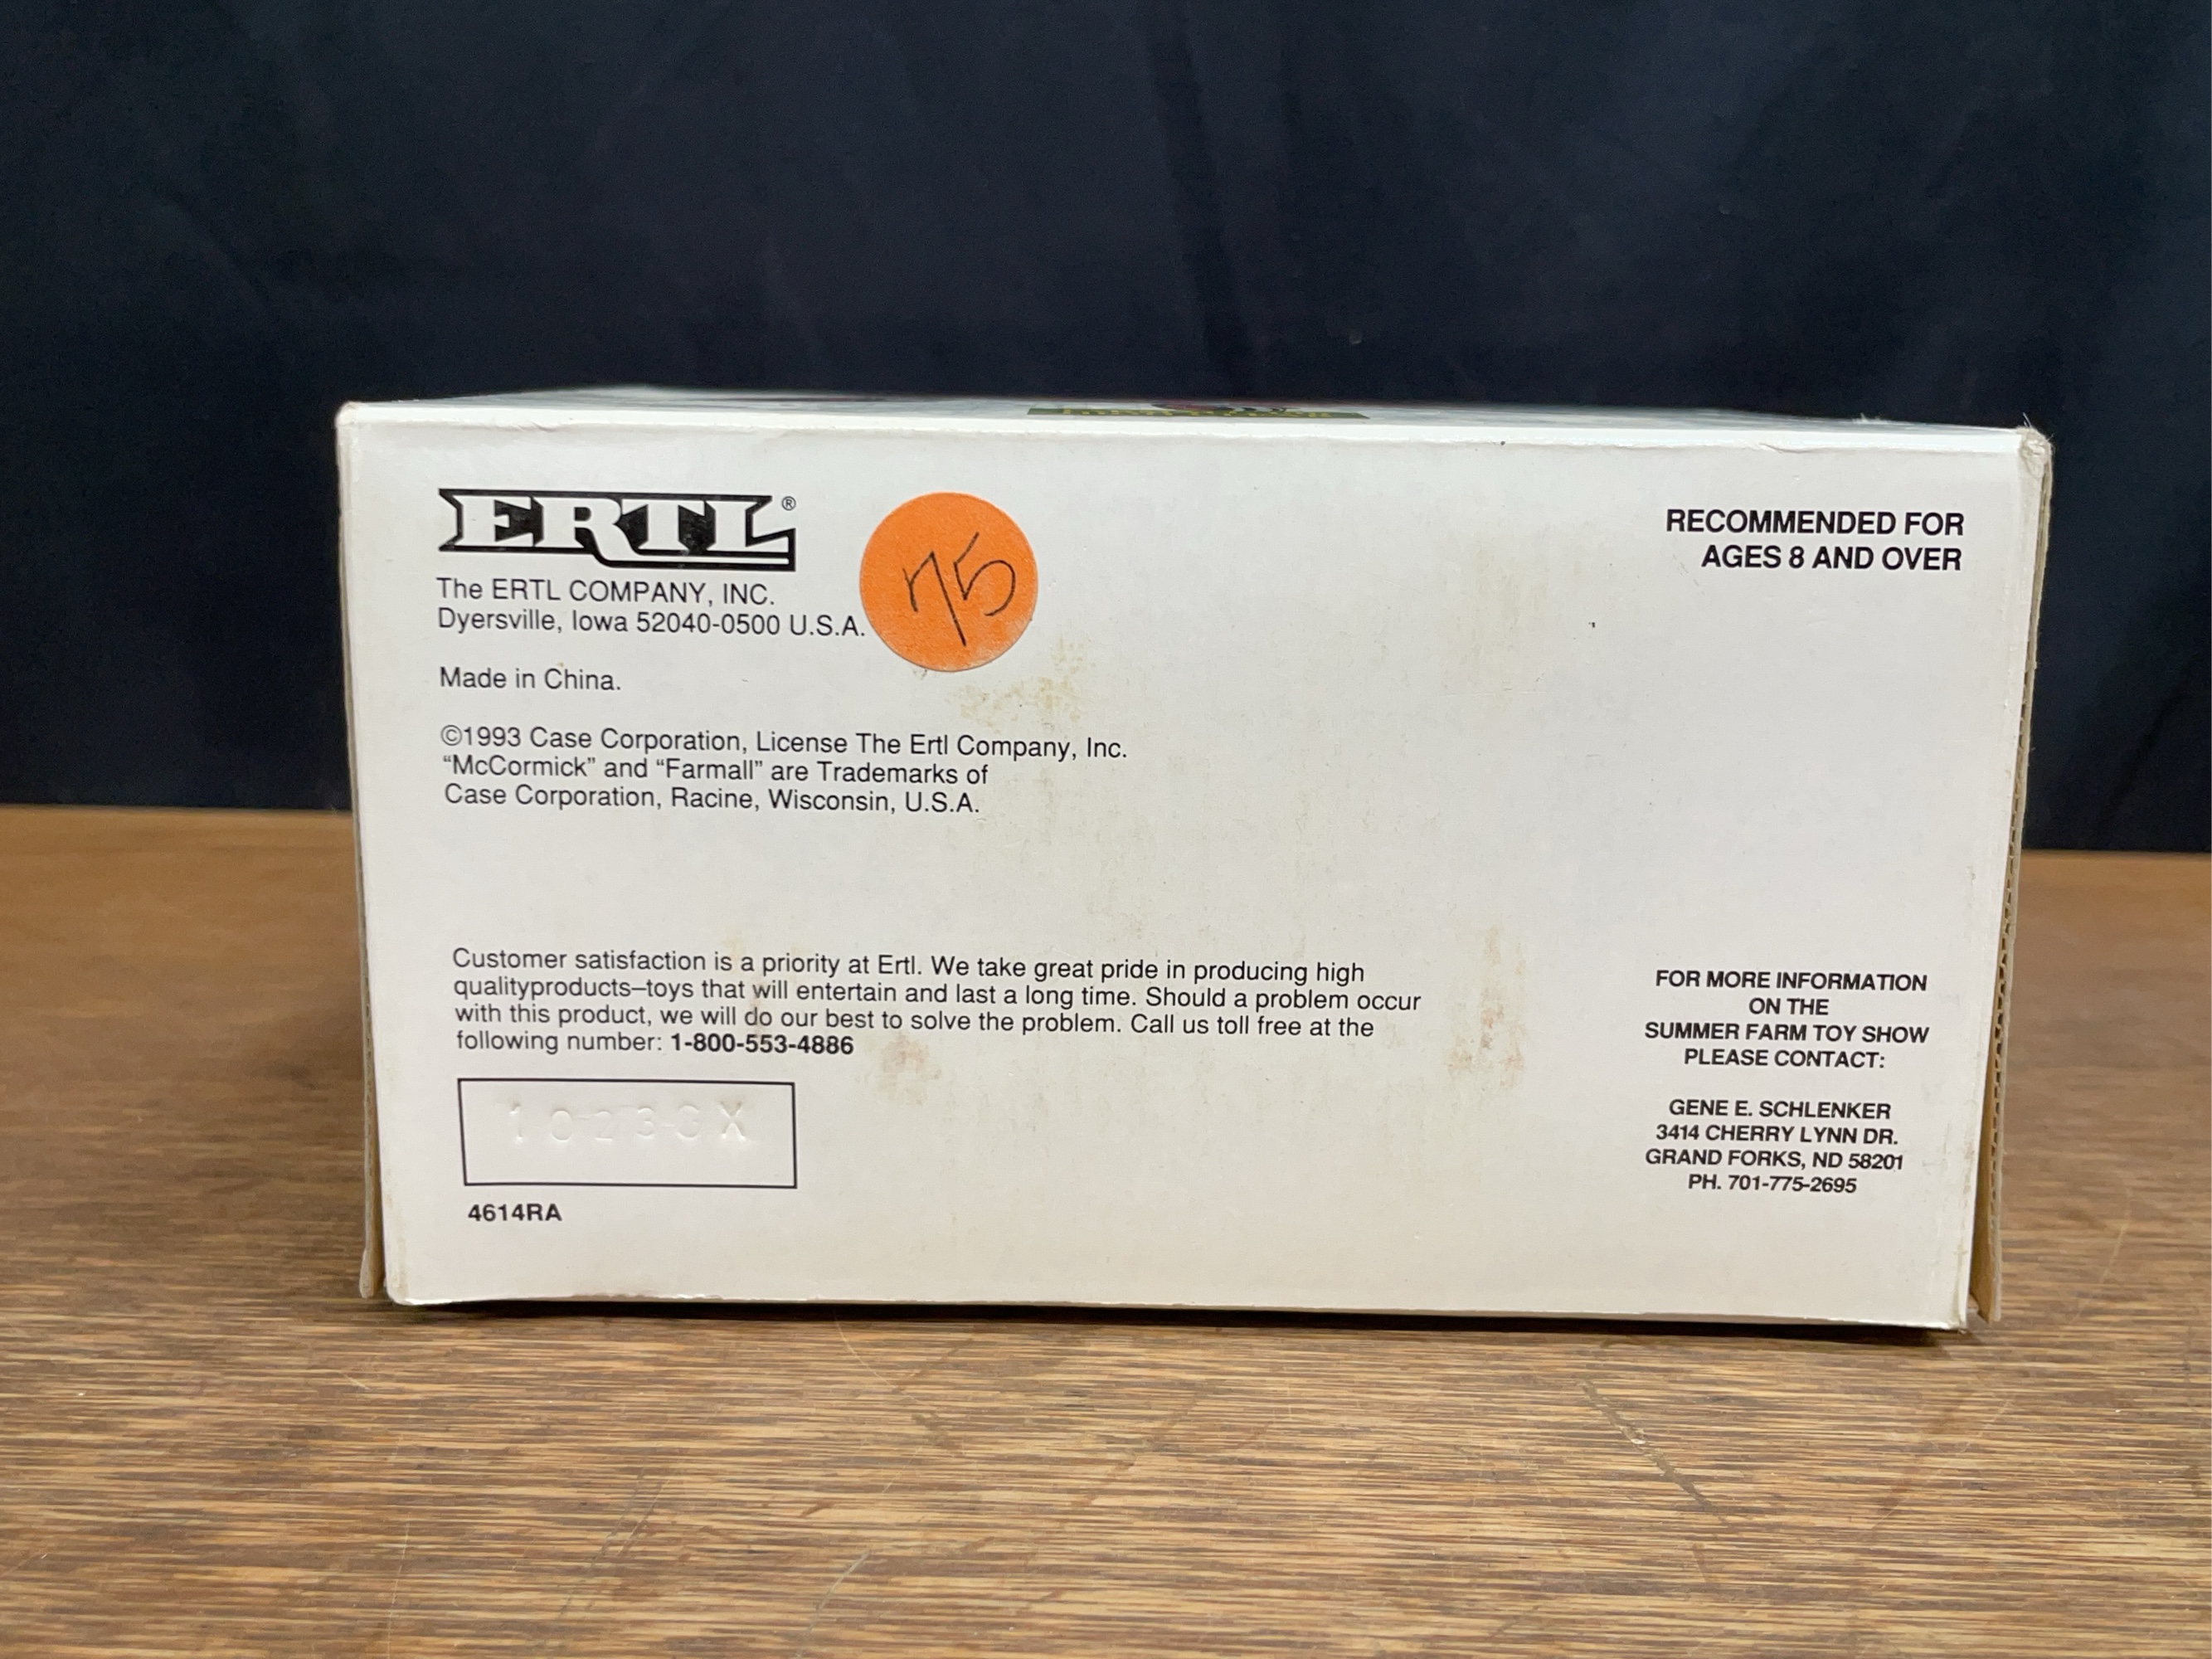 ERTL®
The ERTL COMPANY, INC.
Dyersville, Iowa 52040-0500 U.S.A.
75
RECOMMENDED FOR
AGES 8 AND OVER
Made in China.
©1993 Case Corporation, License The Ertl Company, Inc.
“McCormick” and “Farmall” are Trademarks of
Case Corporation, Racine, Wisconsin, U.S.A.
Customer satisfaction is a priority at Ertl. We take great pride in producing high
qualityproducts–toys that will entertain and last a long time. Should a problem occur
with this product, we will do our best to solve the problem. Call us toll free at the
following number: 1-800-553-4886
4614RA
FOR MORE INFORMATION
ON THE
SUMMER FARM TOY SHOW
PLEASE CONTACT:
GENE E. SCHLENKER
3414 CHERRY LYNN DR.
GRAND FORKS, ND 58201
PH. 701-775-2695